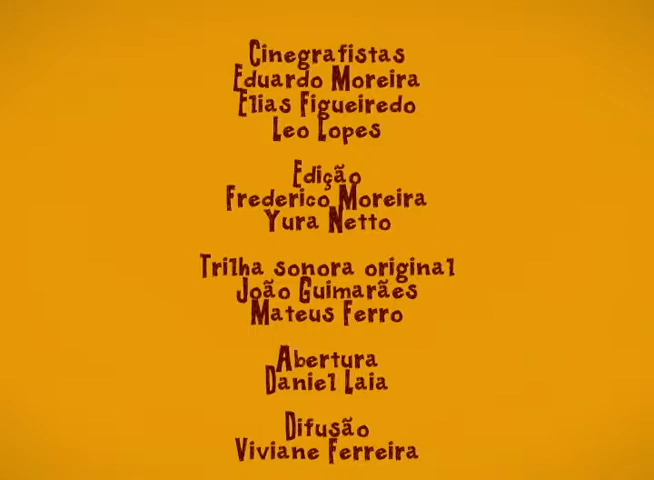 Cinegrafistas
Eduardo Moreira
Elias Figueiredo
Leo Lopes
Edição
Frederico Moreira
Yura Netto
Trilha sonora original
João Guimarães
Mateus Ferro
Abertura
Daniel Laia
Difusão
Viviane Ferreira